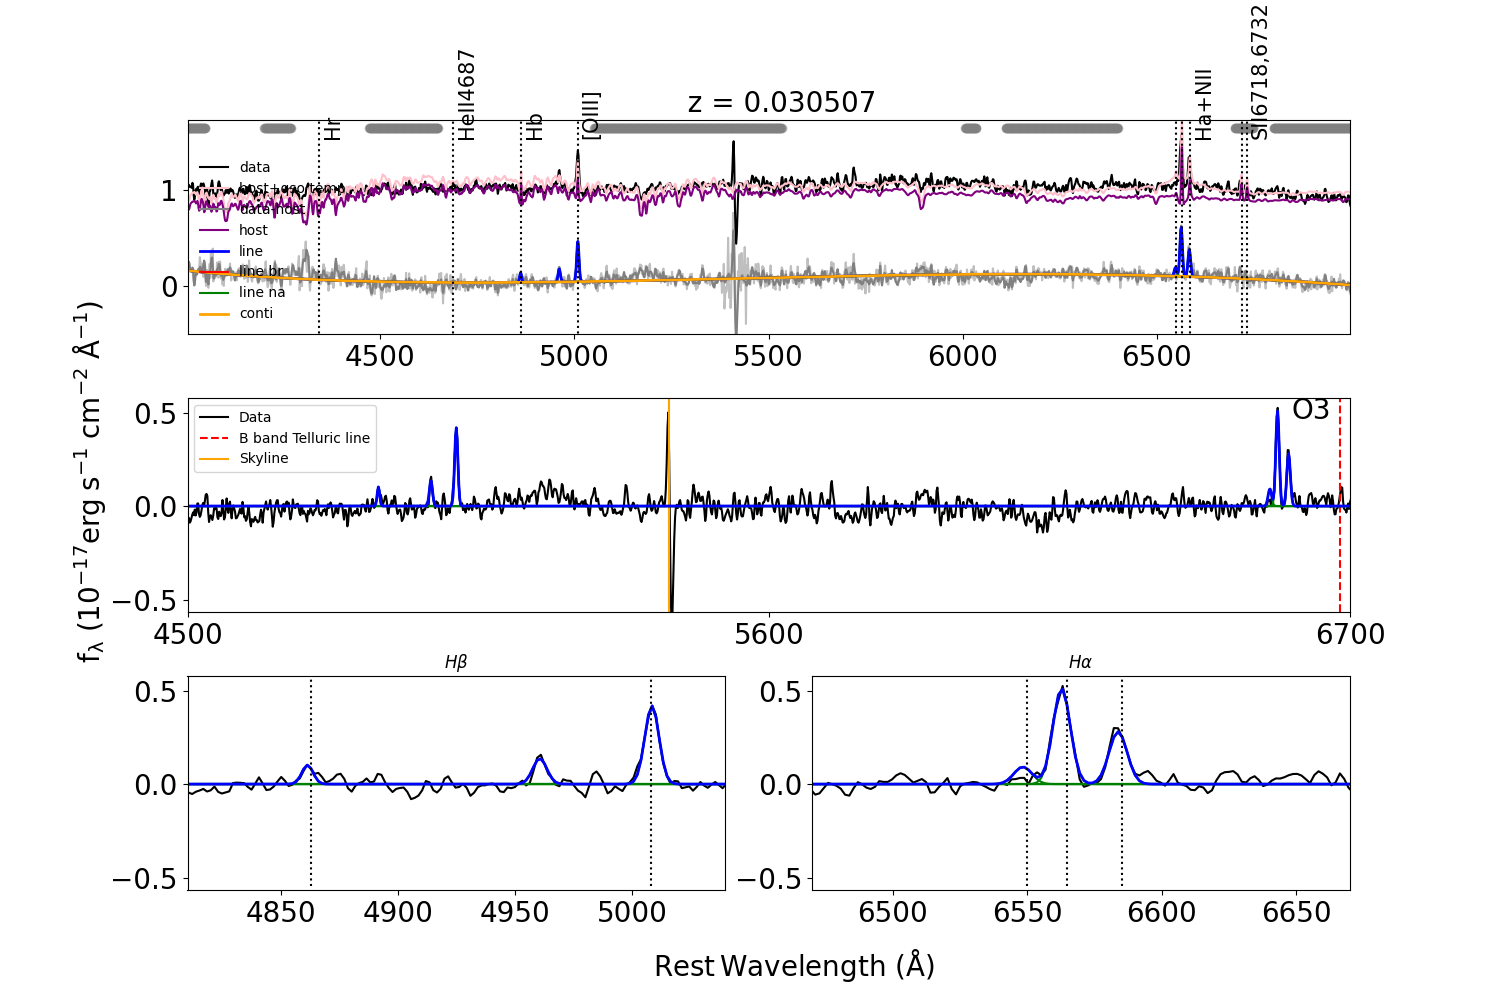 z = 0.030507
Hr
HeII4687
Hb
[OIII]
Ha+NII
SII6718,6732
data
host+qso temp
data-host
host
line
line br
line na
conti
1
0
4500 5000 5500 6000 6500
fλ (10−17erg s−1 cm−2 Å−1)
Data
B band Telluric line
Skyline
O3
0.5
0.0
−0.5
4500 5600 6700
Hβ
0.5
0.0
−0.5
4850 4900 4950 5000
Hα
0.5
0.0
−0.5
6500 6550 6600 6650
Rest Wavelength (Å)